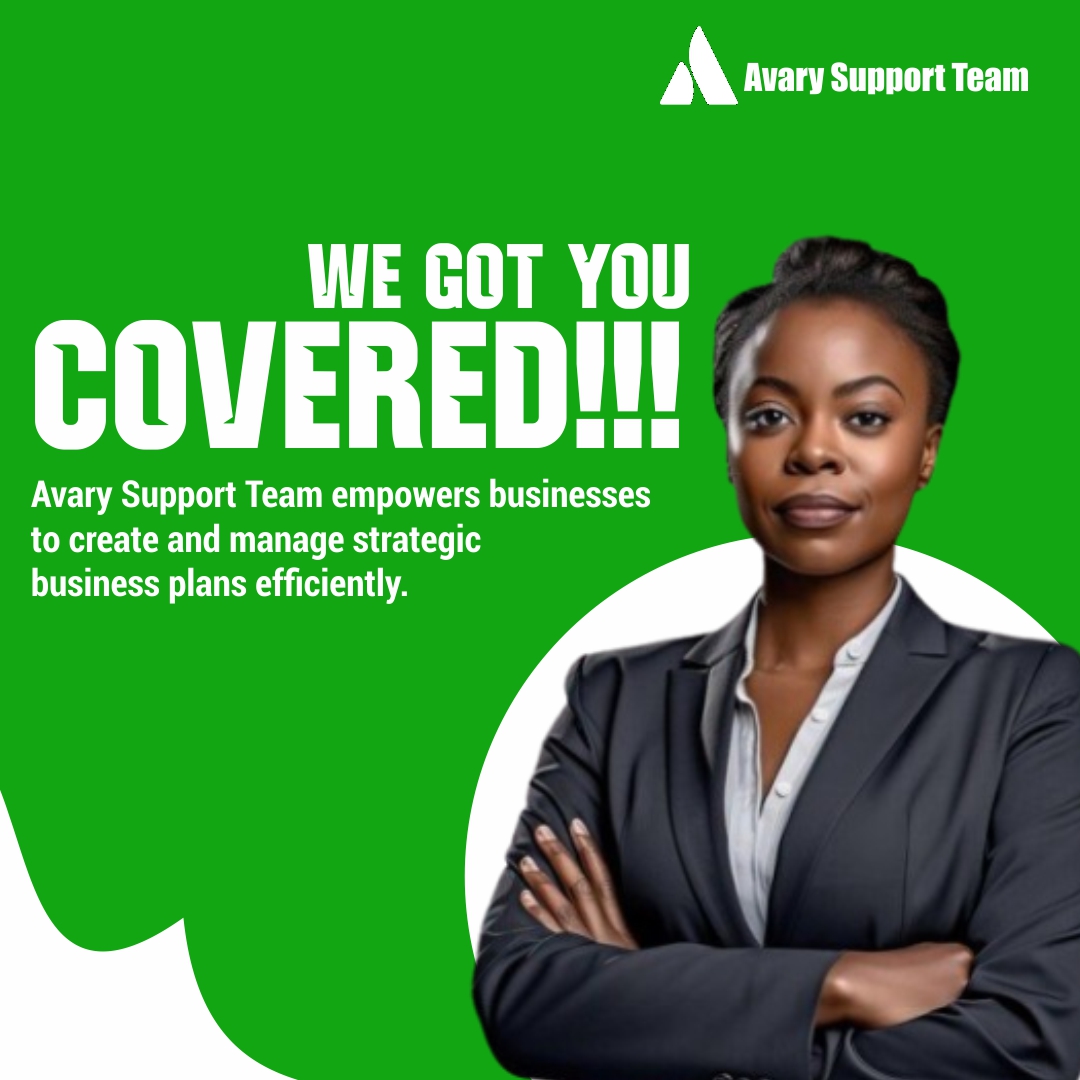 Avary Support Team
WE GOT YOU
COVERED!!!
Avary Support Team empowers businesses
to create and manage strategic
business plans efficiently.